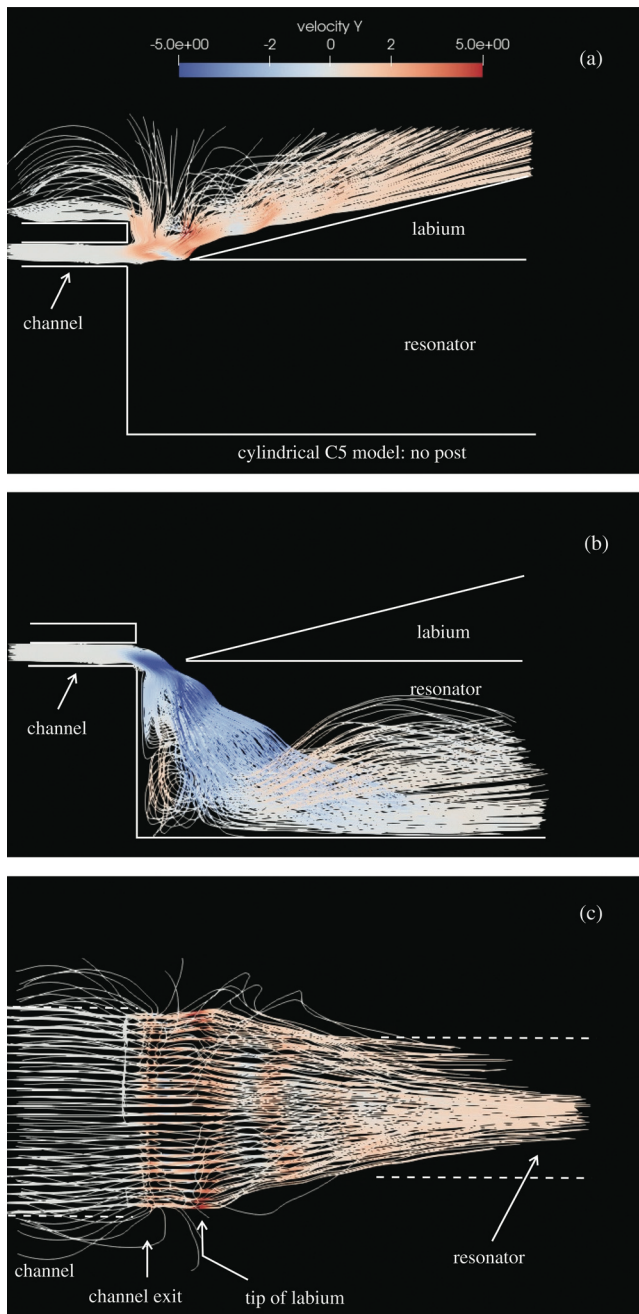 velocity Y
-5.0e+00 -2 0 2 5.0e+00
(a)
labium
channel
resonator
cylindrical C5 model: no post
(b)
labium
resonator
channel
(c)
resonator
channel
channel exit
tip of labium